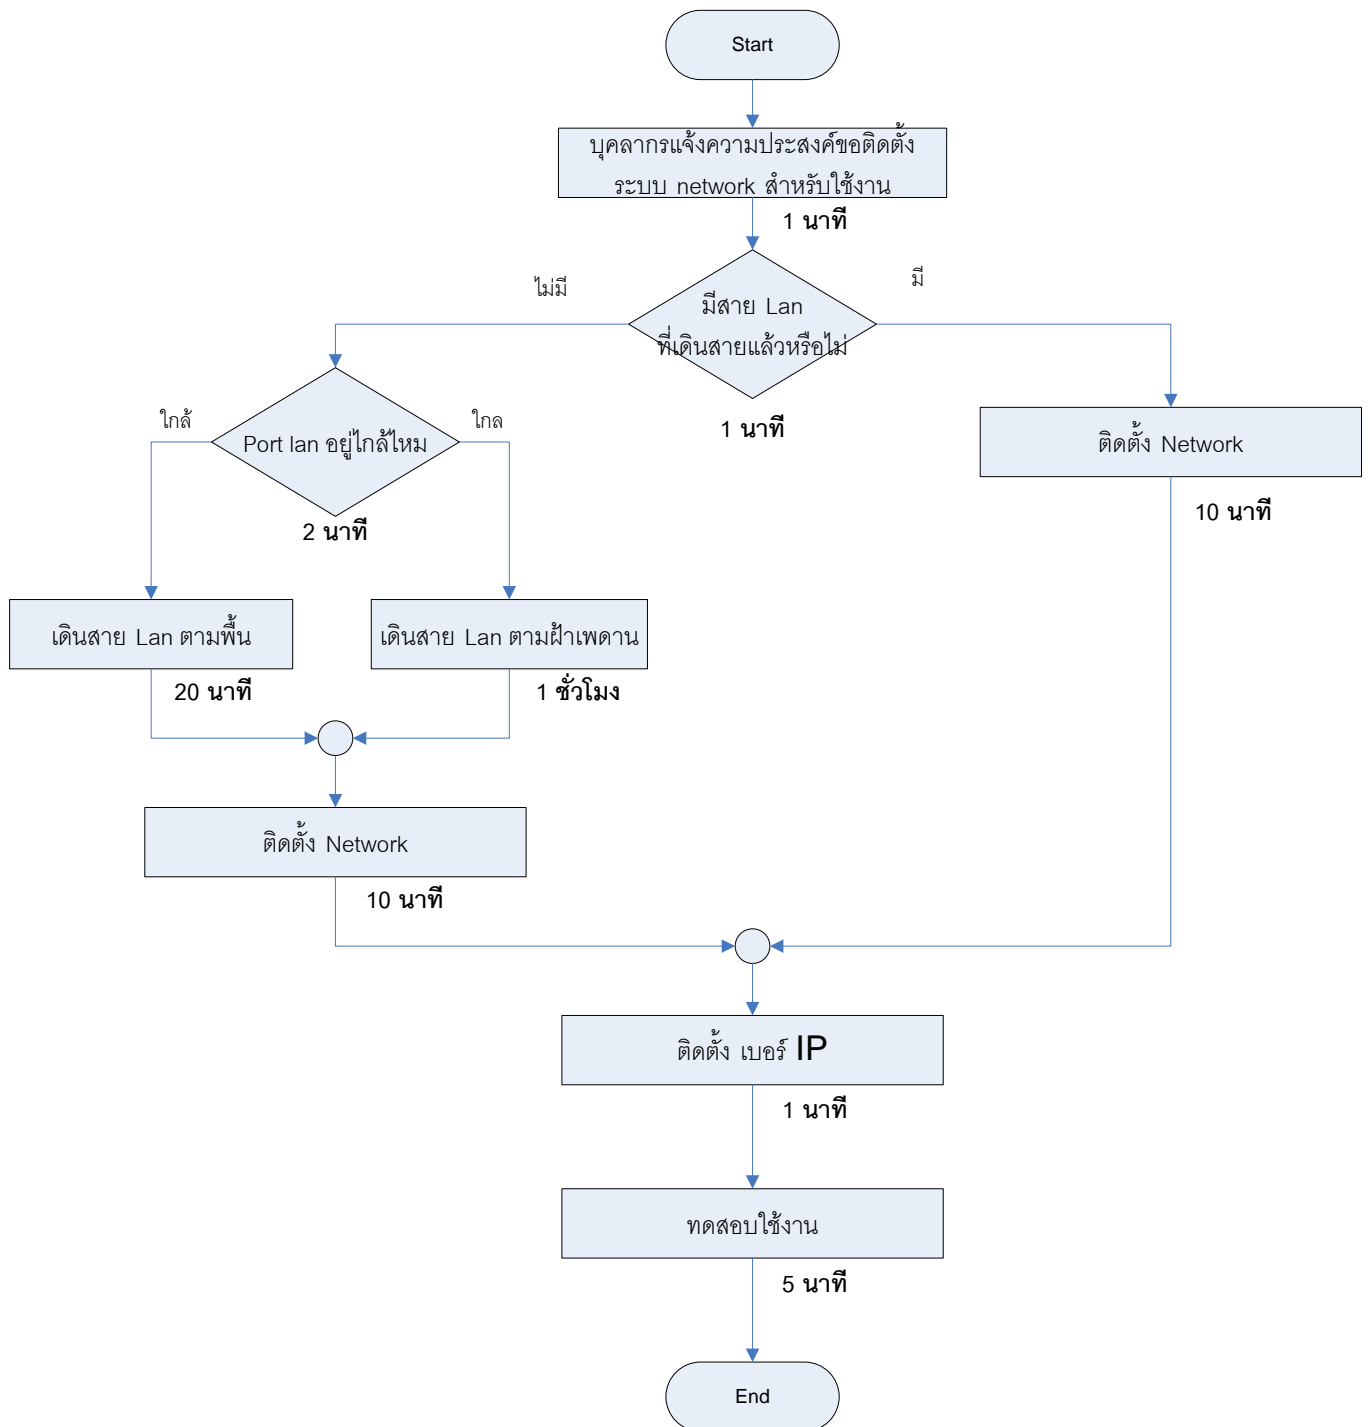 Start
บุคลากรแจ้งความประสงค์ขอติดตั้ง
ระบบ network สำหรับใช้งาน
1 นาที
ไม่มี
มี
มีสาย Lan
ที่เดินสายแล้วหรือไม่
1 นาที
ใกล้
ใกล
Port lan อยู่ใกล้ไหม
2 นาที
ติดตั้ง Network
10 นาที
เดินสาย Lan ตามพื้น
เดินสาย Lan ตามฝ้าเพดาน
20 นาที
1 ชั่วโมง
ติดตั้ง Network
10 นาที
ติดตั้ง เบอร์ IP
1 นาที
ทดสอบใช้งาน
5 นาที
End